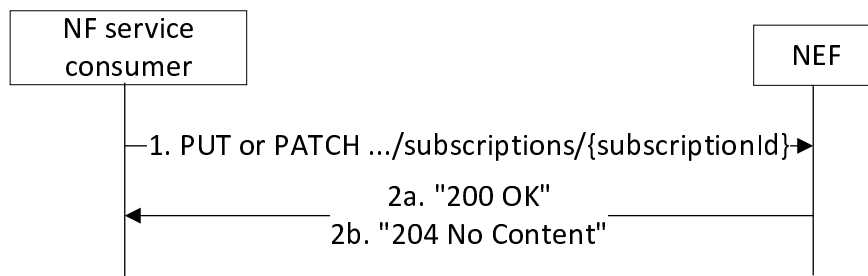 NF service
consumer
NEF
1. PUT or PATCH .../subscriptions/{subscriptionId}
2a. "200 OK"
2b. "204 No Content"